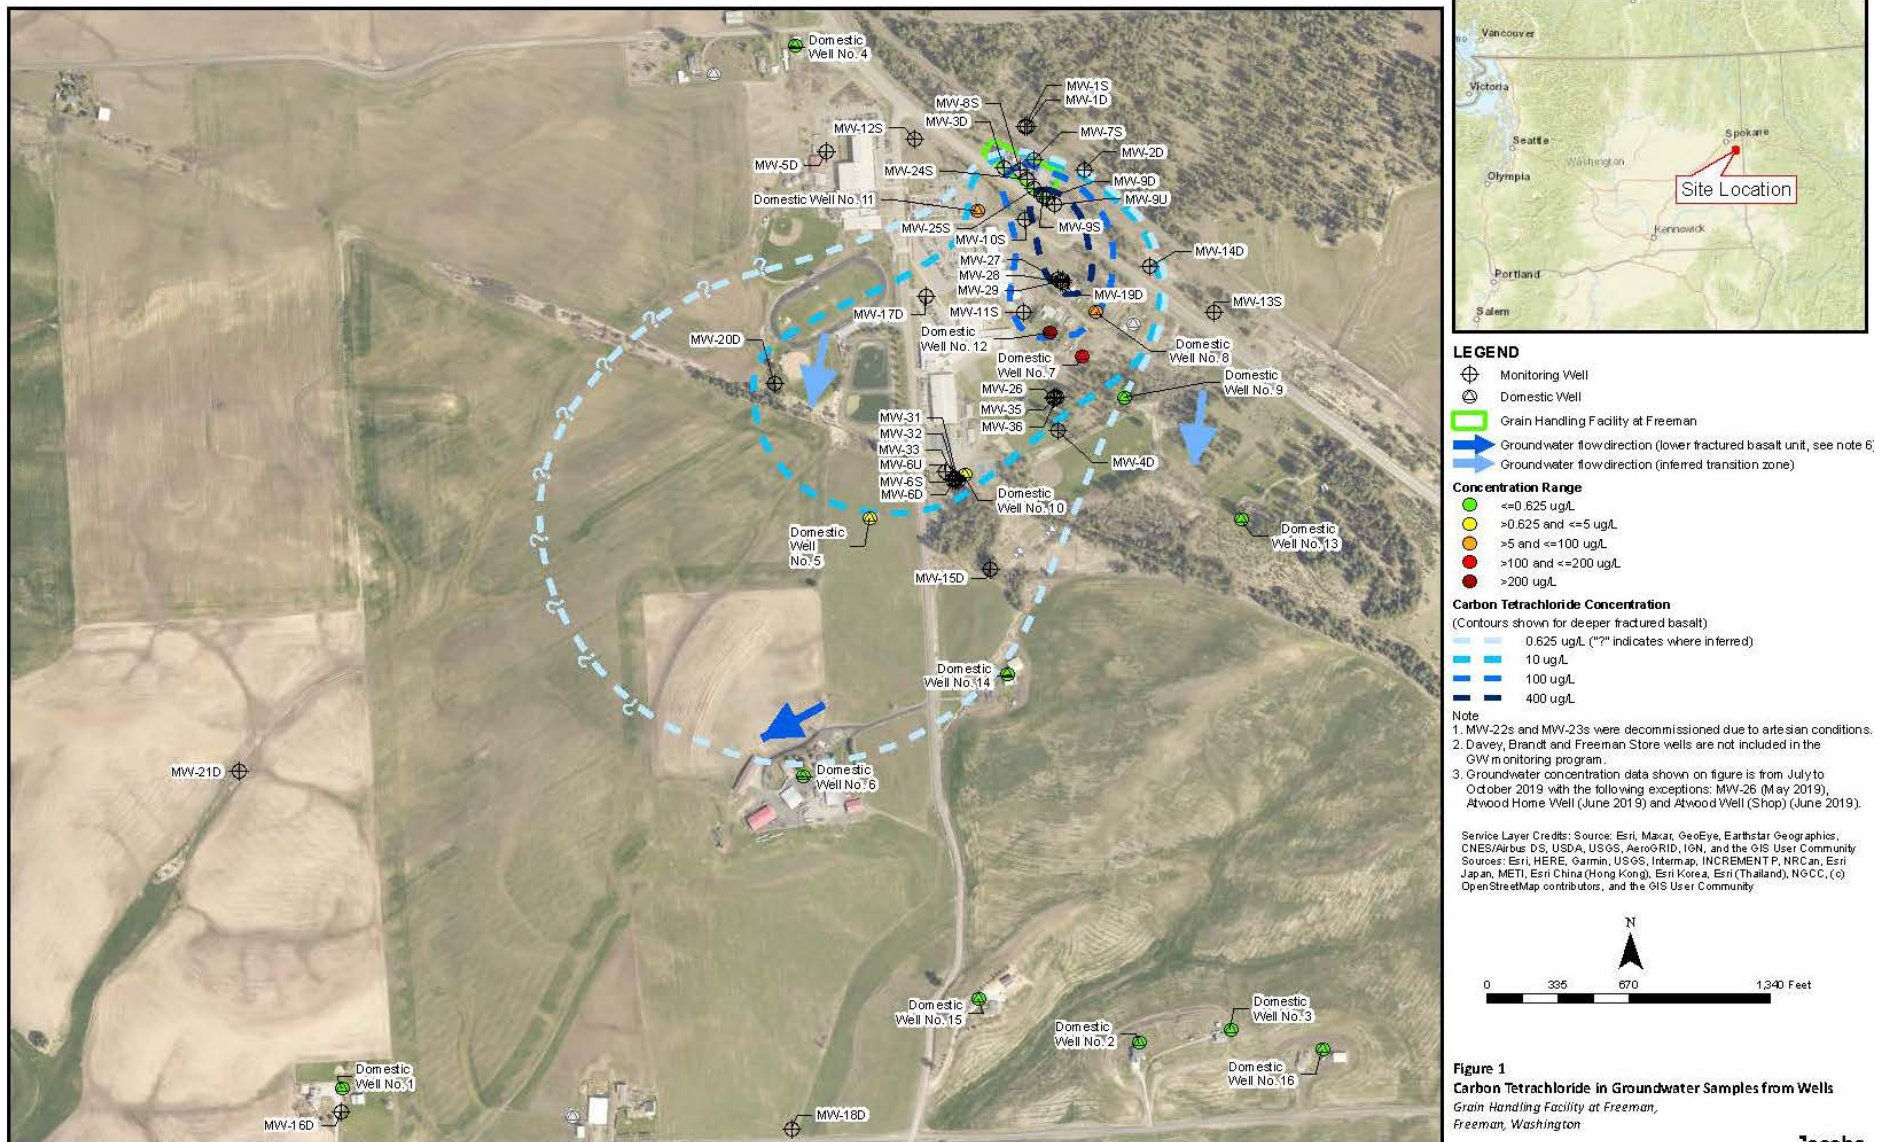 Domestic
Well No. 4
MW-1S
MW-1D
MW-8S
MW-3D
MW-7S
MW-12S
MW-2D
MW-5D
MW-24S
MW-9D
MW-9U
Domestic Well No. 11
MW-25S
MW-9S
MW-10S
MW-14D
MW-27
MW-28
MW-29
MW-19D
MW-13S
MW-17D
MW-11S
Domestic
Well No. 12
MW-20D
Domestic
Well No. 8
Domestic
Well No. 7
Domestic
Well No. 9
MW-26
MW-35
MW-36
MW-31
MW-32
MW-33
MW-6U
MW-6S
MW-6D
MW-4D
Domestic
Well No. 10
Domestic
Well
No. 5
Domestic
Well No. 13
MW-15D
Domestic
Well No. 14
?
?
?
?
?
?
?
?
?
MW-21D
Domestic
Well No. 6
Domestic
Well No. 15
Domestic
Well No. 3
Domestic
Well No. 2
Domestic
Well No. 16
Domestic
Well No. 1
MW-16D
MW-18D
Vancouver
Victoria
Seattle
Spokane
Washington
Olympia
Site Location
Kennewick
Portland
Salem
LEGEND
Monitoring Well
Domestic Well
Grain Handling Facility at Freeman
Groundwater flow direction (lower fractured basalt unit, see note 6
Groundwater flow direction (inferred transition zone)
Concentration Range
<=0.625 ug/L
>0.625 and <=5 ug/L
>5 and <=100 ug/L
>100 and <=200 ug/L
>200 ug/L
Carbon Tetrachloride Concentration
(Contours shown for deeper fractured basalt)
0.625 ug/L ("?" indicates where inferred)
10 ug/L
100 ug/L
400 ug/L
Note
1. MW-22s and MW-23s were decommissioned due to artesian conditions.
2. Davey, Brandt and Freeman Store wells are not included in the
GW monitoring program.
3. Groundwater concentration data shown on figure is from July to
October 2019 with the following exceptions: MW-26 (May 2019),
Atwood Home Well (June 2019) and Atwood Well (Shop) (June 2019).
Service Layer Credits: Source: Esri, Maxar, GeoEye, Earthstar Geographics,
CNES/Airbus DS, USDA, USGS, AeroGRID, IGN, and the GIS User Community
Sources: Esri, HERE, Garmin, USGS, Intermap, INCREMENT P, NRCan, Esri
Japan, METI, Esri China (Hong Kong), Esri Korea, Esri (Thailand), NGCC, (c)
OpenStreetMap contributors, and the GIS User Community
N
0 335 670 1,340 Feet
Figure 1
Carbon Tetrachloride in Groundwater Samples from Wells
Grain Handling Facility at Freeman,
Freeman, Washington
Jacobs